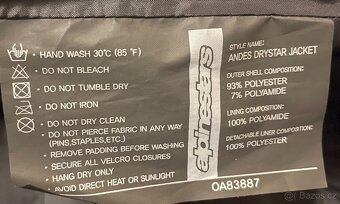 • HAND WASH 30°C (85 °F)
• DO NOT BLEACH
• DO NOT TUMBLE DRY
• DO NOT IRON
• DO NOT DRY CLEAN
• DO NOT PIERCE FABRIC IN ANY WAY
(PINS,STAPLES,ETC.)
• REMOVE PADDING BEFORE WASHING
• SECURE ALL VELCRO CLOSURES
• HANG DRY ONLY
• AVOID DIRECT HEAT OR SUNLIGHT
alpinestars
STYLE NAME:
ANDES DRYSTAR JACKET
OUTER SHELL COMPOSITION:
93% POLYESTER
7% POLYAMIDE
LINING COMPOSITION:
100% POLYAMIDE
DETACHABLE LINER COMPOSITION:
100% POLYESTER
OA83887